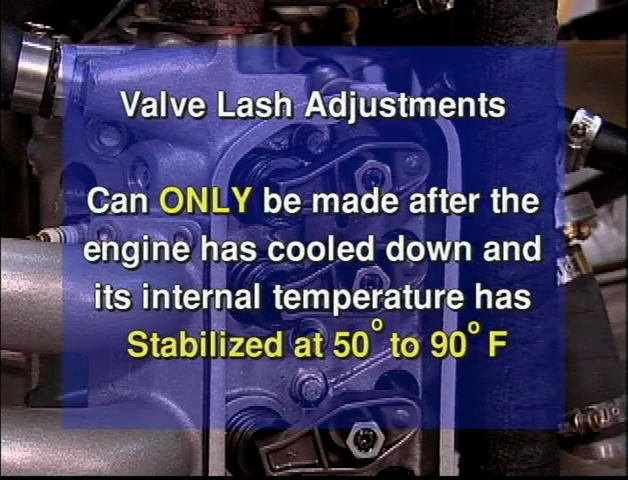 Valve Lash Adjustments
Can ONLY be made after the
engine has cooled down and
its internal temperature has
Stabilized at 50° to 90° F